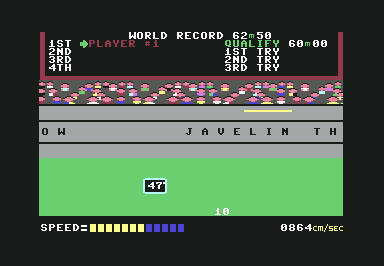 WORLD RECORD 62m50
1ST PLAYER #1 QUALIFY 60m00
2ND 1ST TRY
3RD 2ND TRY
4TH 3RD TRY
OW JAVELIN TH
47°
10
SPEED= 0864CM/SEC